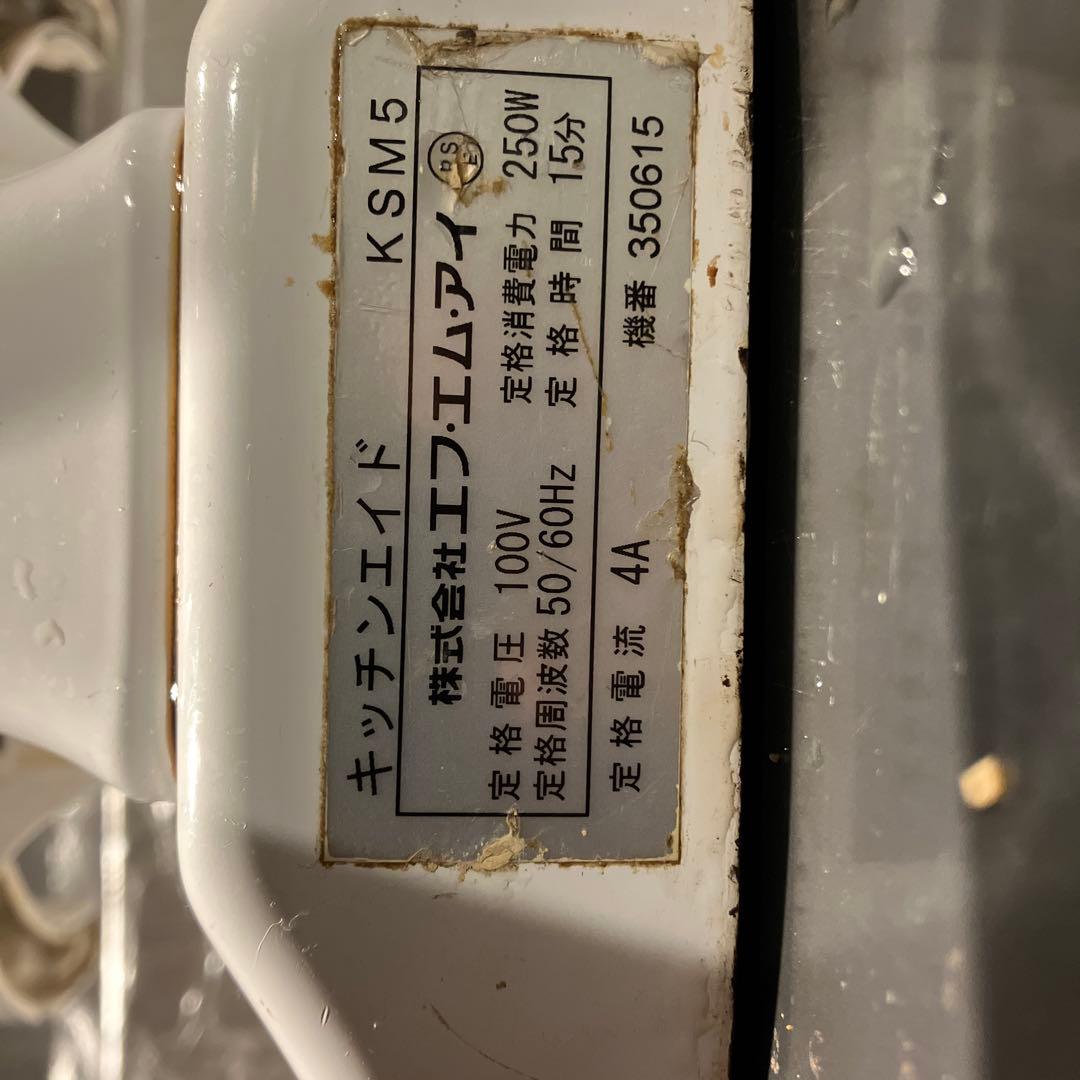 キッチンエイド KSM5
株式会社エフ・エム・アイ PSE
定格電圧 100V 定格消費電力 250W
定格周波数 50/60Hz 定格時間 15分
定格電流 4A 機番 350615